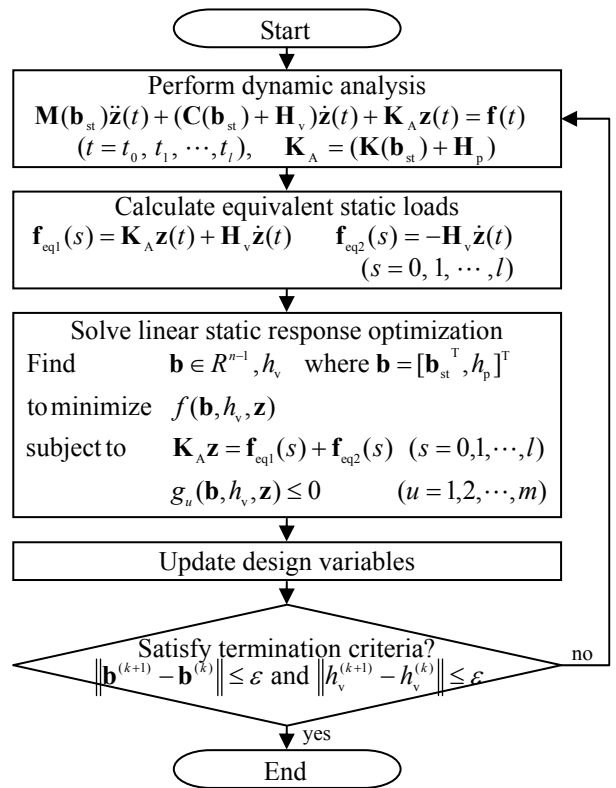 Start
Perform dynamic analysis
M(b_st)z̈(t) + (C(b_st) + H_v)ż(t) + K_A z(t) = f(t)
(t = t_0, t_1, ⋯, t_l), K_A = (K(b_st) + H_p)
Calculate equivalent static loads
f_eq1(s) = K_A z(t) + H_v ż(t) f_eq2(s) = −H_v ż(t)
(s = 0, 1, ⋯, l)
Solve linear static response optimization
Find b ∈ R^{n−1}, h_v where b = [b_st^T, h_p]^T
to minimize f(b, h_v, z)
subject to K_A z = f_eq1(s) + f_eq2(s) (s = 0,1,⋯,l)
g_u(b, h_v, z) ≤ 0 (u = 1,2,⋯,m)
Update design variables
Satisfy termination criteria?
‖b^(k+1) − b^(k)‖ ≤ ε and ‖h_v^(k+1) − h_v^(k)‖ ≤ ε
no
yes
End